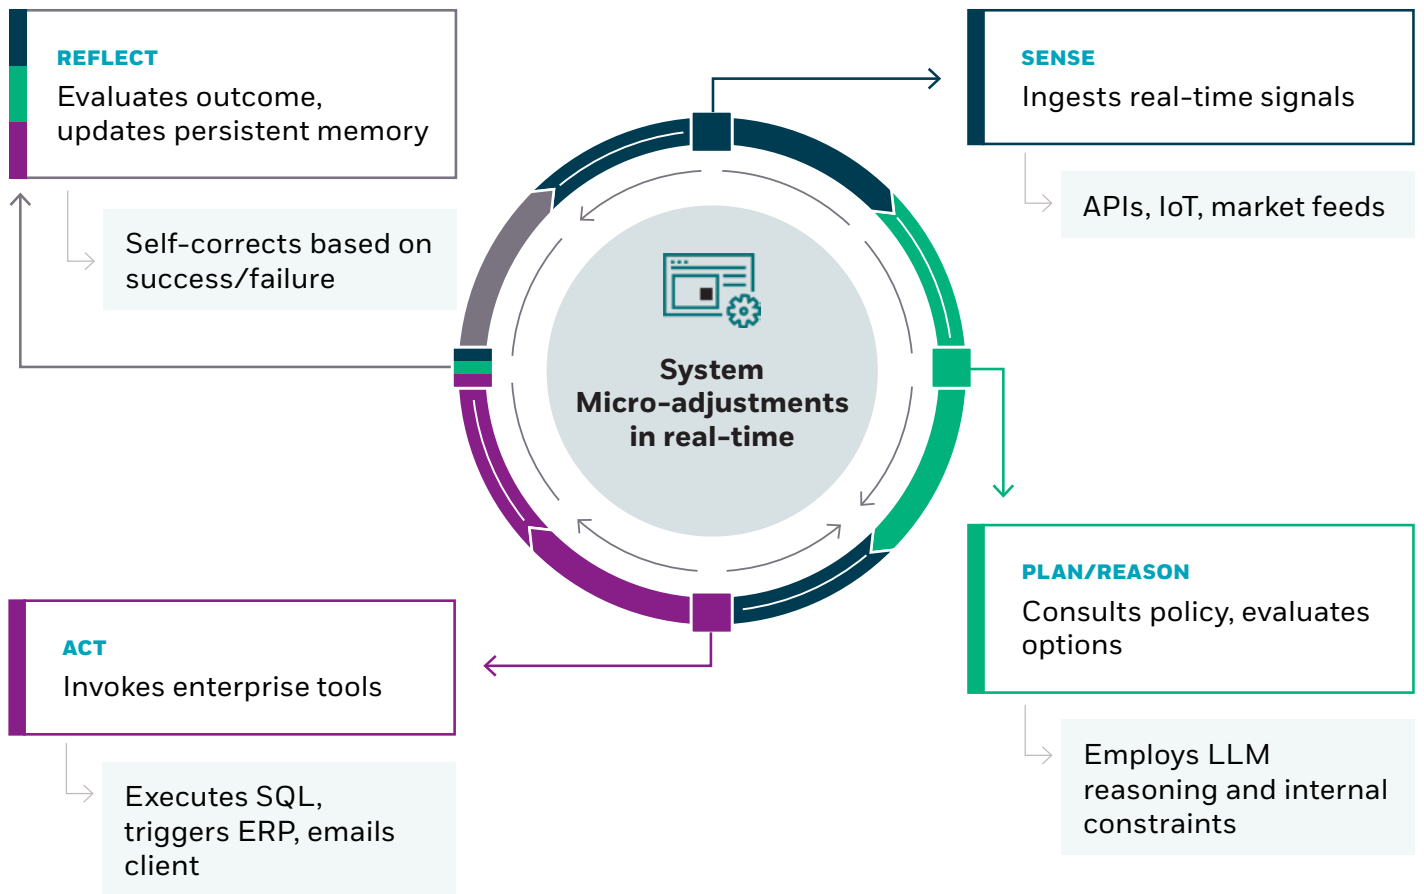 REFLECT
Evaluates outcome,
updates persistent memory
Self-corrects based on
success/failure
SENSE
Ingests real-time signals
APIs, IoT, market feeds
System
Micro-adjustments
in real-time
PLAN/REASON
Consults policy, evaluates
options
Employs LLM
reasoning and internal
constraints
ACT
Invokes enterprise tools
Executes SQL,
triggers ERP, emails
client